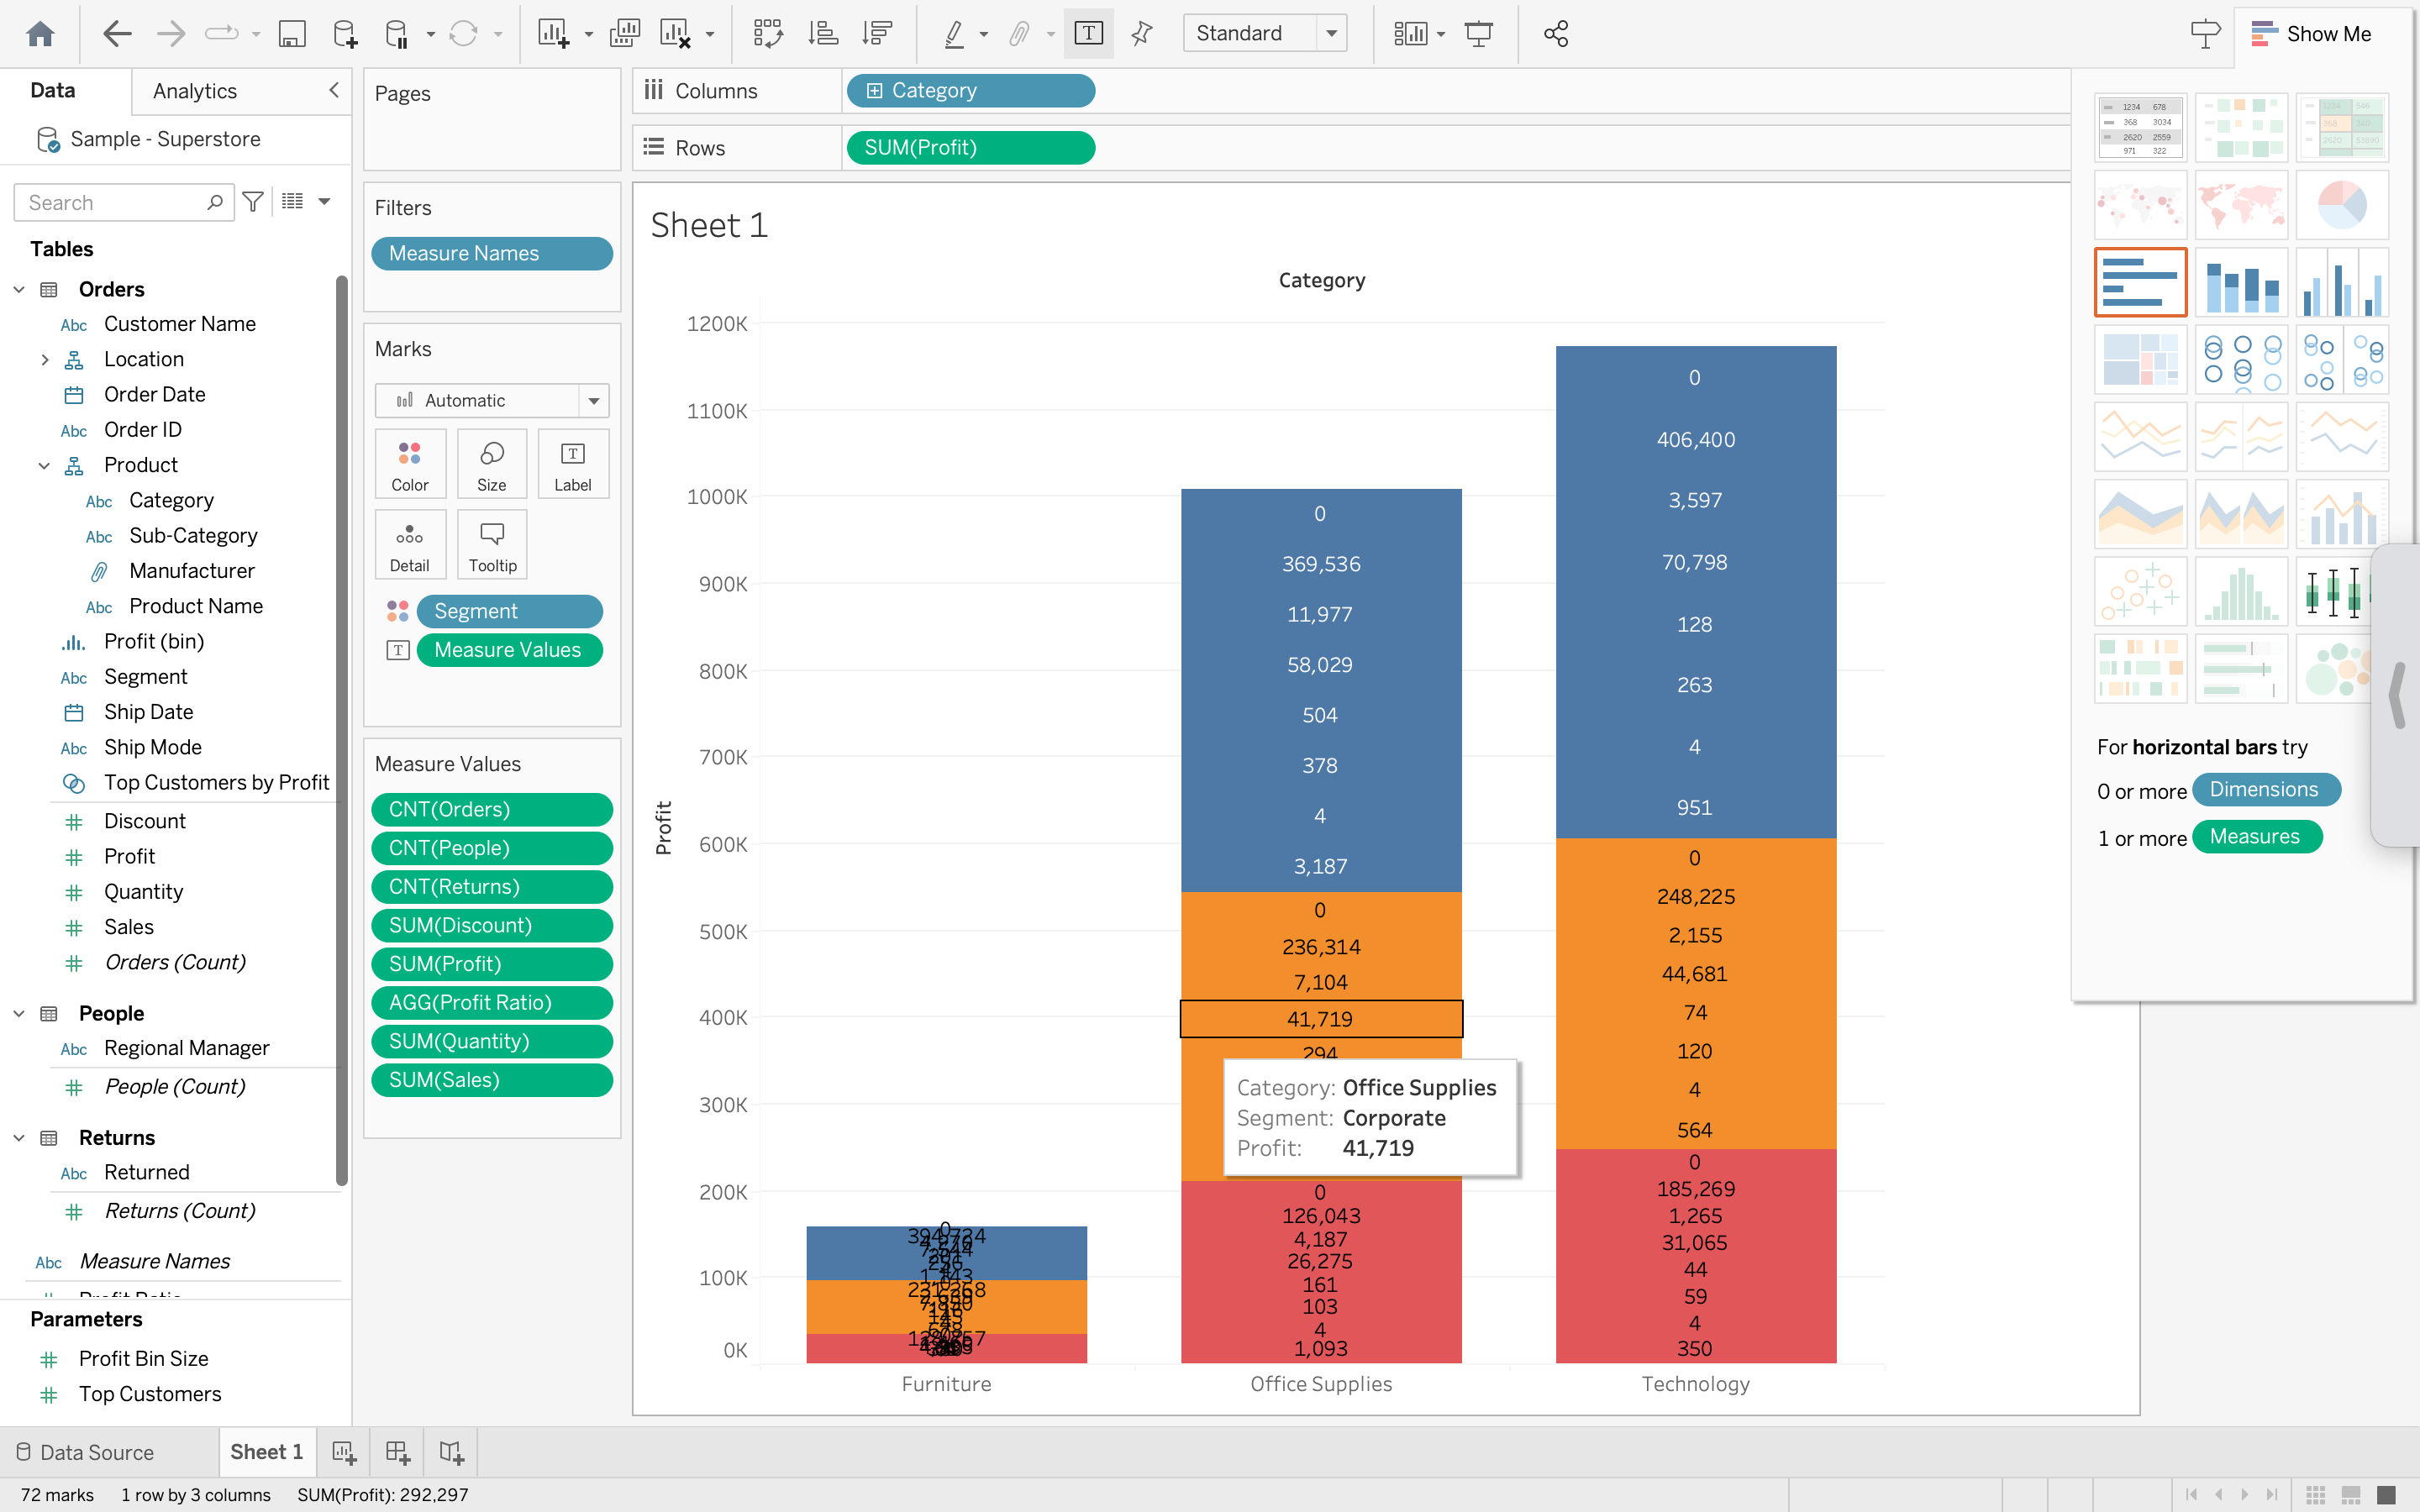 Standard
Show Me
Data
Analytics
Sample - Superstore
Search
Tables
Orders
Abc Customer Name
Location
Order Date
Abc Order ID
Product
Abc Category
Abc Sub-Category
Manufacturer
Abc Product Name
Profit (bin)
Abc Segment
Ship Date
Abc Ship Mode
Top Customers by Profit
# Discount
# Profit
# Quantity
# Sales
# Orders (Count)
People
Abc Regional Manager
# People (Count)
Returns
Abc Returned
# Returns (Count)
Abc Measure Names
Parameters
# Profit Bin Size
# Top Customers
Pages
Filters
Measure Names
Marks
Automatic
Color
Size
T
Label
Detail
Tooltip
Segment
T Measure Values
Measure Values
CNT(Orders)
CNT(People)
CNT(Returns)
SUM(Discount)
SUM(Profit)
AGG(Profit Ratio)
SUM(Quantity)
SUM(Sales)
Columns
Category
Rows
SUM(Profit)
Sheet 1
Category
Profit
1200K
1100K
1000K
900K
800K
700K
600K
500K
400K
300K
200K
100K
0K
0
369,536
11,977
58,029
504
378
4
3,187
0
236,314
7,104
41,719
294
0
126,043
4,187
26,275
161
103
4
1,093
0
406,400
3,597
70,798
128
263
4
951
0
248,225
2,155
44,681
74
120
4
564
0
185,269
1,265
31,065
44
59
4
350
Category: Office Supplies
Segment: Corporate
Profit: 41,719
Furniture
Office Supplies
Technology
1234 678
368 3034
2620 2559
971 322
For horizontal bars try
0 or more Dimensions
1 or more Measures
Data Source
Sheet 1
72 marks
1 row by 3 columns
SUM(Profit): 292,297